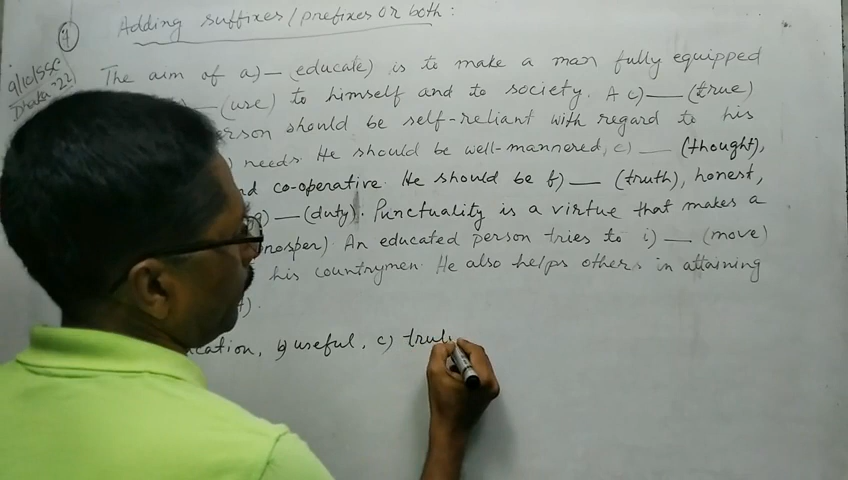 4 Adding suffixes/prefixes or both:
9/10/SSC
Dhaka-22
The aim of a) — (educate) is to make a man fully equipped
— (use) to himself and to society. A c) — (true)
erson should be self-reliant with regard to his
) needs. He should be well-mannered, e) — (thought),
nd co-operative. He should be f) — (truth), honest,
g) — (duty). Punctuality is a virtue that makes a
rosper). An educated person tries to i) — (move)
his countrymen. He also helps others in attaining
).
cation, b) useful, c) trul